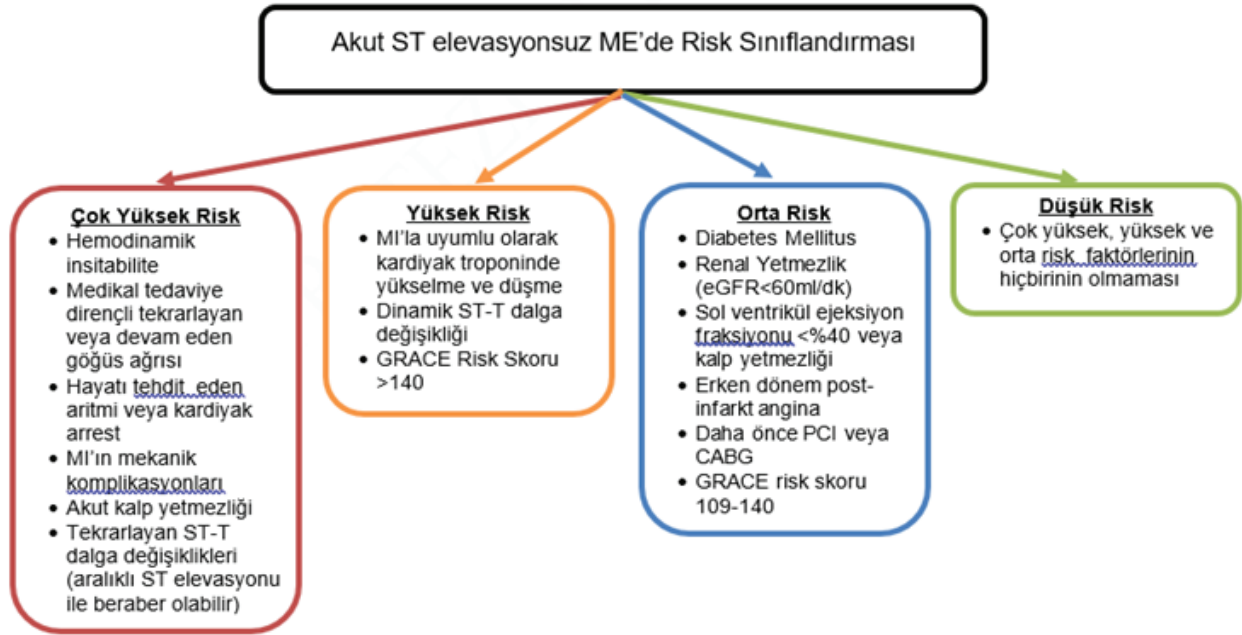 Akut ST elevasyonsuz ME’de Risk Sınıflandırması
Çok Yüksek Risk
• Hemodinamik
insitabilite
• Medikal tedaviye
dirençli tekrarlayan
veya devam eden
göğüs ağrısı
• Hayatı tehdit eden
aritmi veya kardiyak
arrest
• MI’ın mekanik
komplikasyonları
• Akut kalp yetmezliği
• Tekrarlayan ST-T
dalga değişiklikleri
(aralıklı ST elevasyonu
ile beraber olabilir)
Yüksek Risk
• MI’la uyumlu olarak
kardiyak troponinde
yükselme ve düşme
• Dinamik ST-T dalga
değişikliği
• GRACE Risk Skoru
>140
Orta Risk
• Diabetes Mellitus
• Renal Yetmezlik
(eGFR<60ml/dk)
• Sol ventrikül ejeksiyon
fraksiyonu <%40 veya
kalp yetmezliği
• Erken dönem post-
infarkt angina
• Daha önce PCI veya
CABG
• GRACE risk skoru
109-140
Düşük Risk
• Çok yüksek, yüksek ve
orta risk faktörlerinin
hiçbirinin olmaması